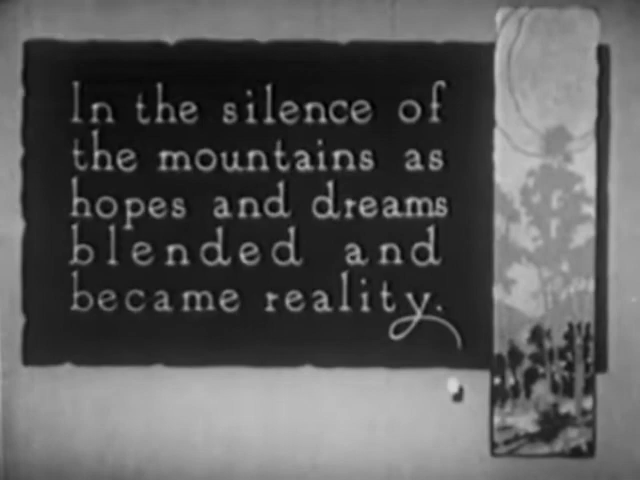 In the silence of
the mountains as
hopes and dreams
blended and
became reality.